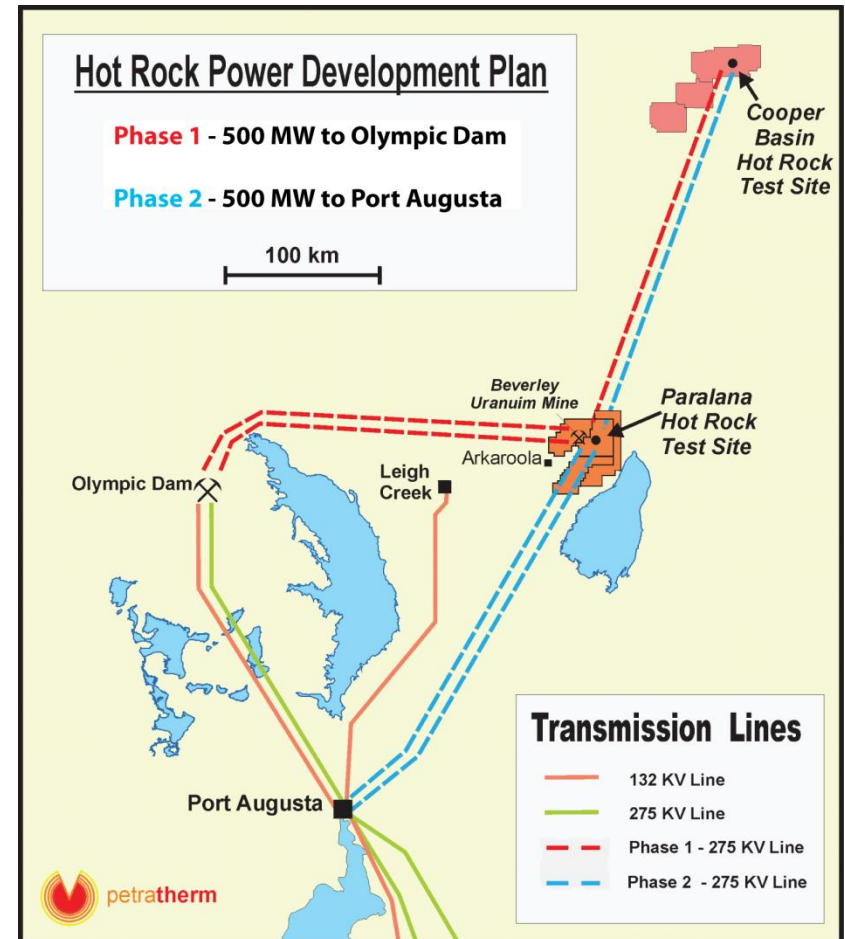 Hot Rock Power Development Plan
Phase 1 - 500 MW to Olympic Dam
Phase 2 - 500 MW to Port Augusta
100 km
Cooper
Basin
Hot Rock
Test Site
Beverley
Uranuim Mine
Paralana
Hot Rock
Test Site
Arkaroola
Olympic Dam
Leigh
Creek
Port Augusta
Transmission Lines
132 KV Line
275 KV Line
Phase 1 - 275 KV Line
Phase 2 - 275 KV Line
petratherm